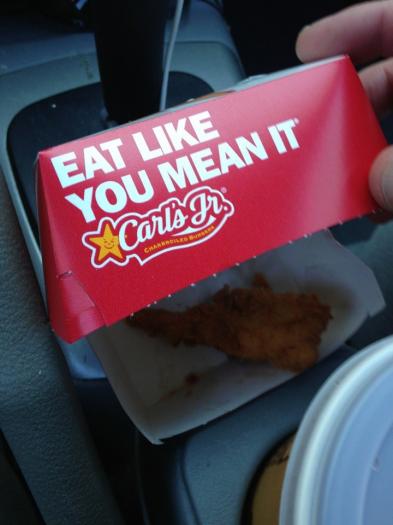 EAT LIKE
YOU MEAN IT®
Carl's Jr.®
CHARBROILED BURGERS